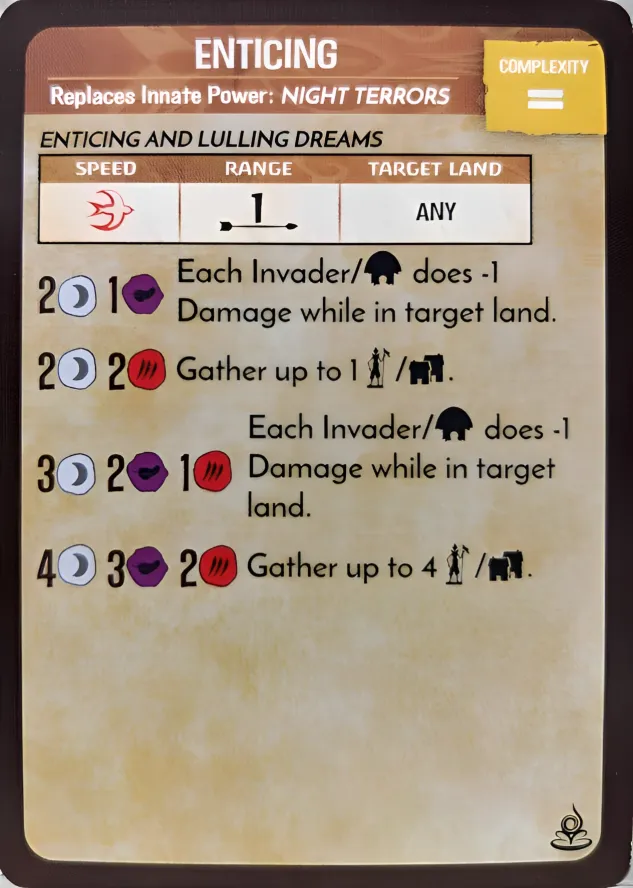 ENTICING
Replaces Innate Power: NIGHT TERRORS
COMPLEXITY
ENTICING AND LULLING DREAMS
SPEED RANGE TARGET LAND
1 ANY
2 1 Each Invader/ does -1
Damage while in target land.
2 2 Gather up to 1 / .
Each Invader/ does -1
3 2 1 Damage while in target
land.
4 3 2 Gather up to 4 / .